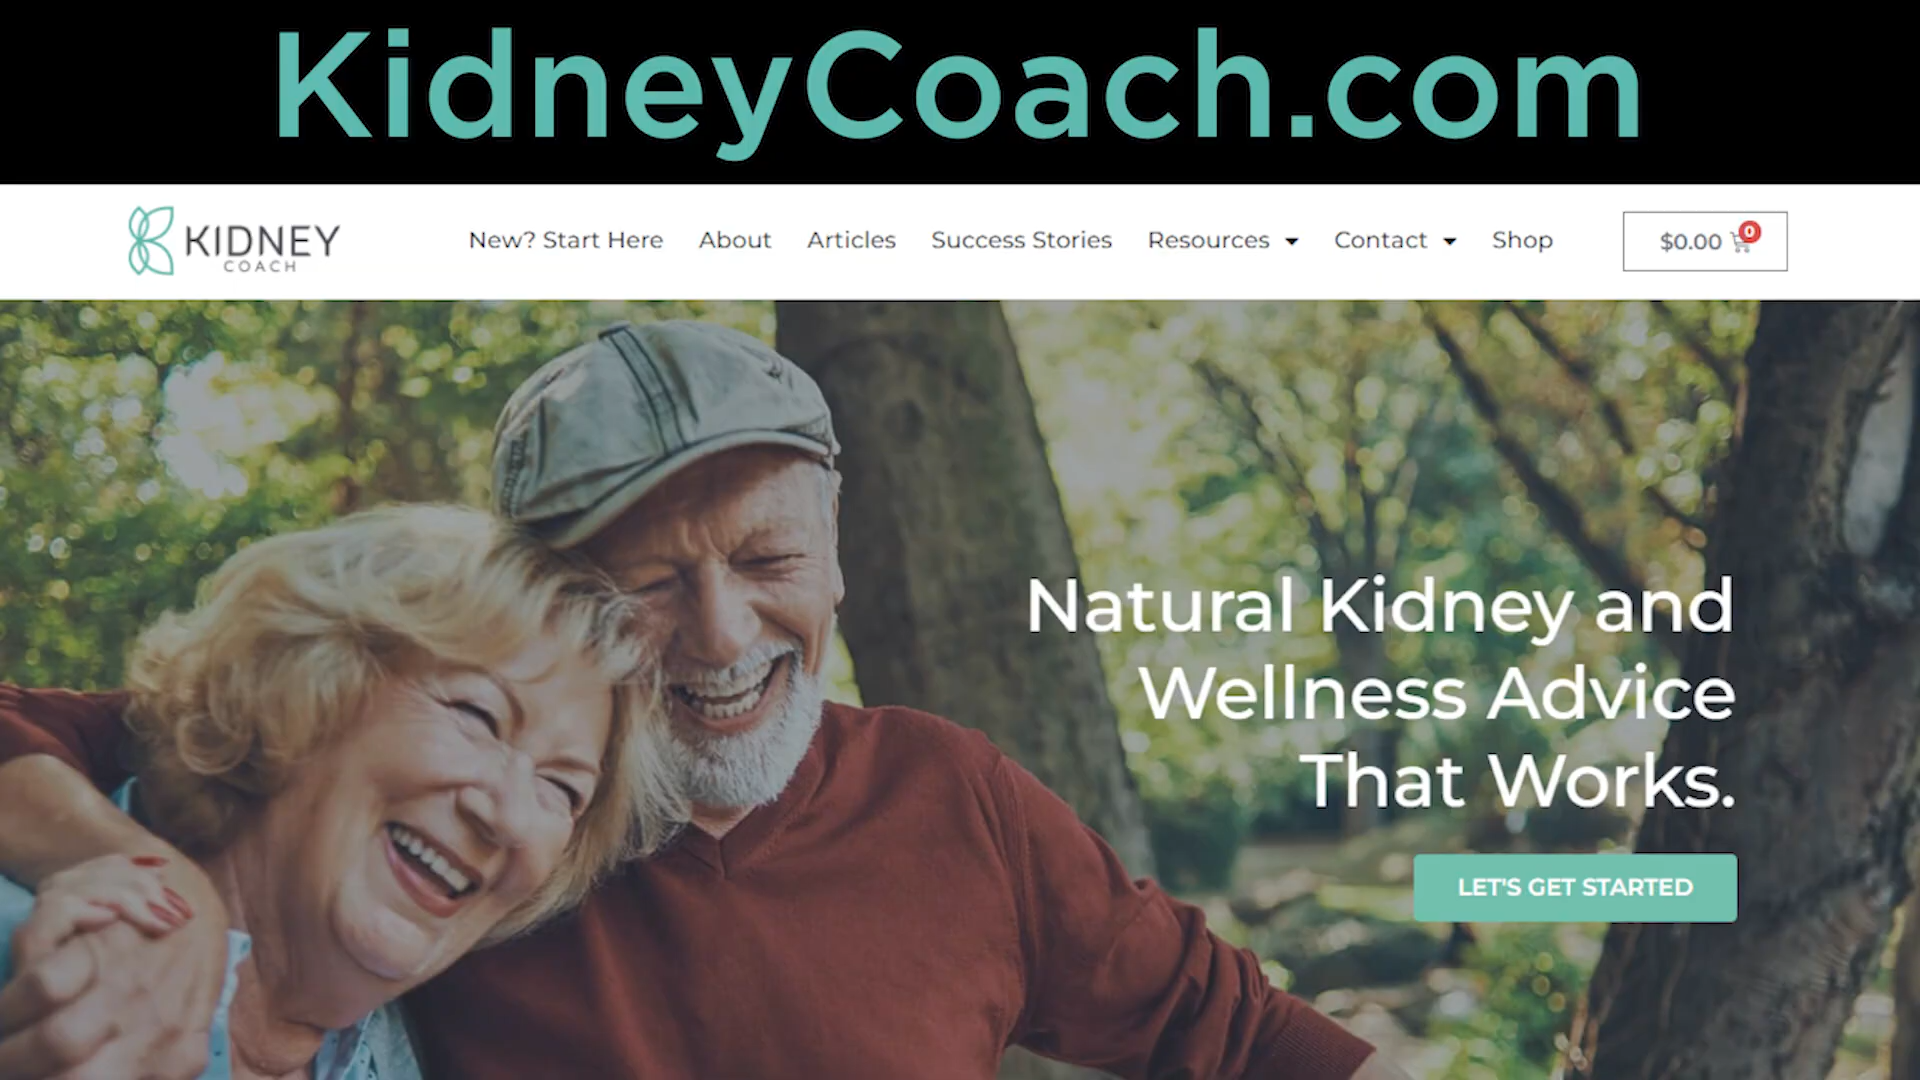 KidneyCoach.com
KIDNEY
COACH
New? Start Here About Articles Success Stories Resources Contact Shop
$0.00 0
Natural Kidney and
Wellness Advice
That Works.
LET'S GET STARTED